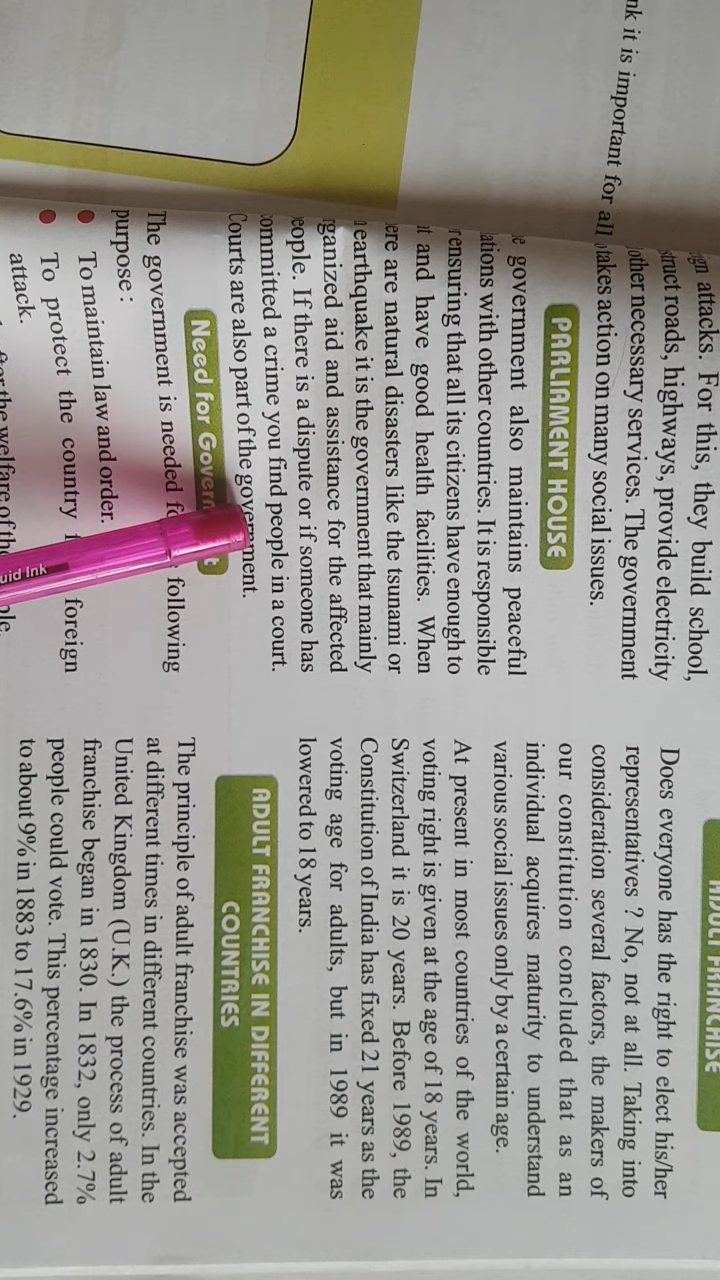 nk it is important for all
attacks. For this, they build school,
roads, highways, provide electricity
other necessary services. The government
takes action on many social issues.
PARLIAMENT HOUSE
government also maintains peaceful
with other countries. It is responsible
ensuring that all its citizens have enough to
and have good health facilities. When
are natural disasters like the tsunami or
earthquake it is the government that mainly
aid and assistance for the affected
If there is a dispute or if someone has
committed a crime you find people in a court.
Courts are also part of the government.
Need for
The government is needed following
purpose :
● To maintain law and order.
● To protect the country foreign
attack.
the welfare of the
ADULT FRANCHISE
Does everyone has the right to elect his/her
representatives ? No, not at all. Taking into
consideration several factors, the makers of
our constitution concluded that as an
individual acquires maturity to understand
various social issues only by a certain age.
At present in most countries of the world,
voting right is given at the age of 18 years. In
Switzerland it is 20 years. Before 1989, the
Constitution of India has fixed 21 years as the
voting age for adults, but in 1989 it was
lowered to 18 years.
ADULT FRANCHISE IN DIFFERENT
COUNTRIES
The principle of adult franchise was accepted
at different times in different countries. In the
United Kingdom (U.K.) the process of adult
franchise began in 1830. In 1832, only 2.7%
people could vote. This percentage increased
to about 9% in 1883 to 17.6% in 1929.
Ink